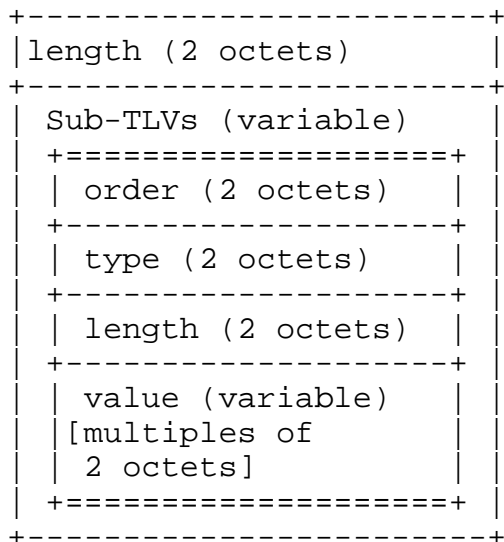 length (2 octets)
Sub-TLVs (variable)
order (2 octets)
type (2 octets)
length (2 octets)
value (variable)
[multiples of
2 octets]